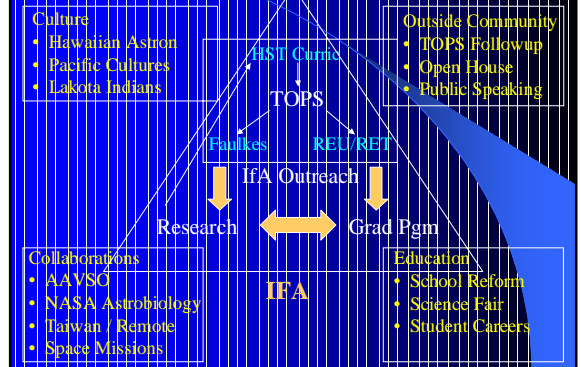 Culture
• Hawaiian Astron
• Pacific Cultures
• Lakota Indians
Outside Community
• TOPS Followup
• Open House
• Public Speaking
HST Curric
TOPS
Faulkes REU/RET
IfA Outreach
Research Grad Pgm
IFA
Collaborations
• AAVSO
• NASA Astrobiology
• Taiwan / Remote
• Space Missions
Education
• School Reform
• Science Fair
• Student Careers